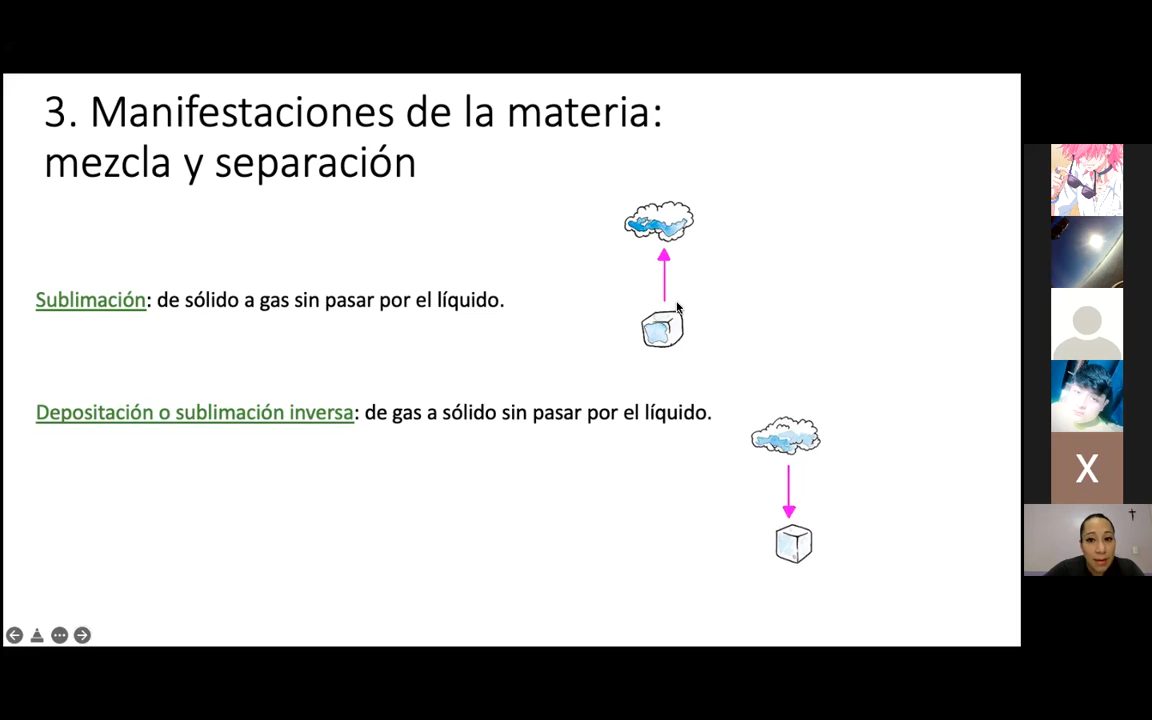 3. Manifestaciones de la materia:
mezcla y separación
Sublimación: de sólido a gas sin pasar por el líquido.
Depositación o sublimación inversa: de gas a sólido sin pasar por el líquido.
X